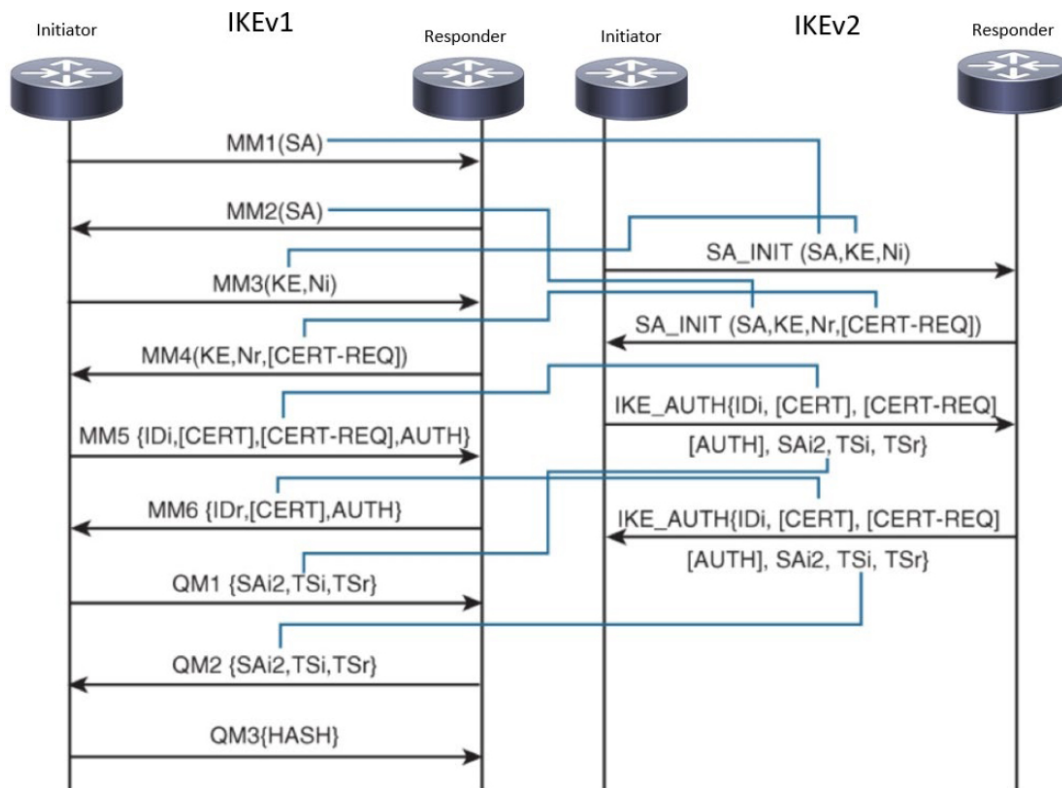 IKEv1
IKEv2
Initiator
Responder
Initiator
Responder
MM1(SA)
MM2(SA)
MM3(KE,Ni)
MM4(KE,Nr,[CERT-REQ])
MM5 {IDi,[CERT],[CERT-REQ],AUTH}
MM6 {IDr,[CERT],AUTH}
QM1 {SAi2,TSi,TSr}
QM2 {SAi2,TSi,TSr}
QM3{HASH}
SA_INIT (SA,KE,Ni)
SA_INIT (SA,KE,Nr,[CERT-REQ])
IKE_AUTH{IDi, [CERT], [CERT-REQ]
[AUTH], SAi2, TSi, TSr}
IKE_AUTH{IDi, [CERT], [CERT-REQ]
[AUTH], SAi2, TSi, TSr}